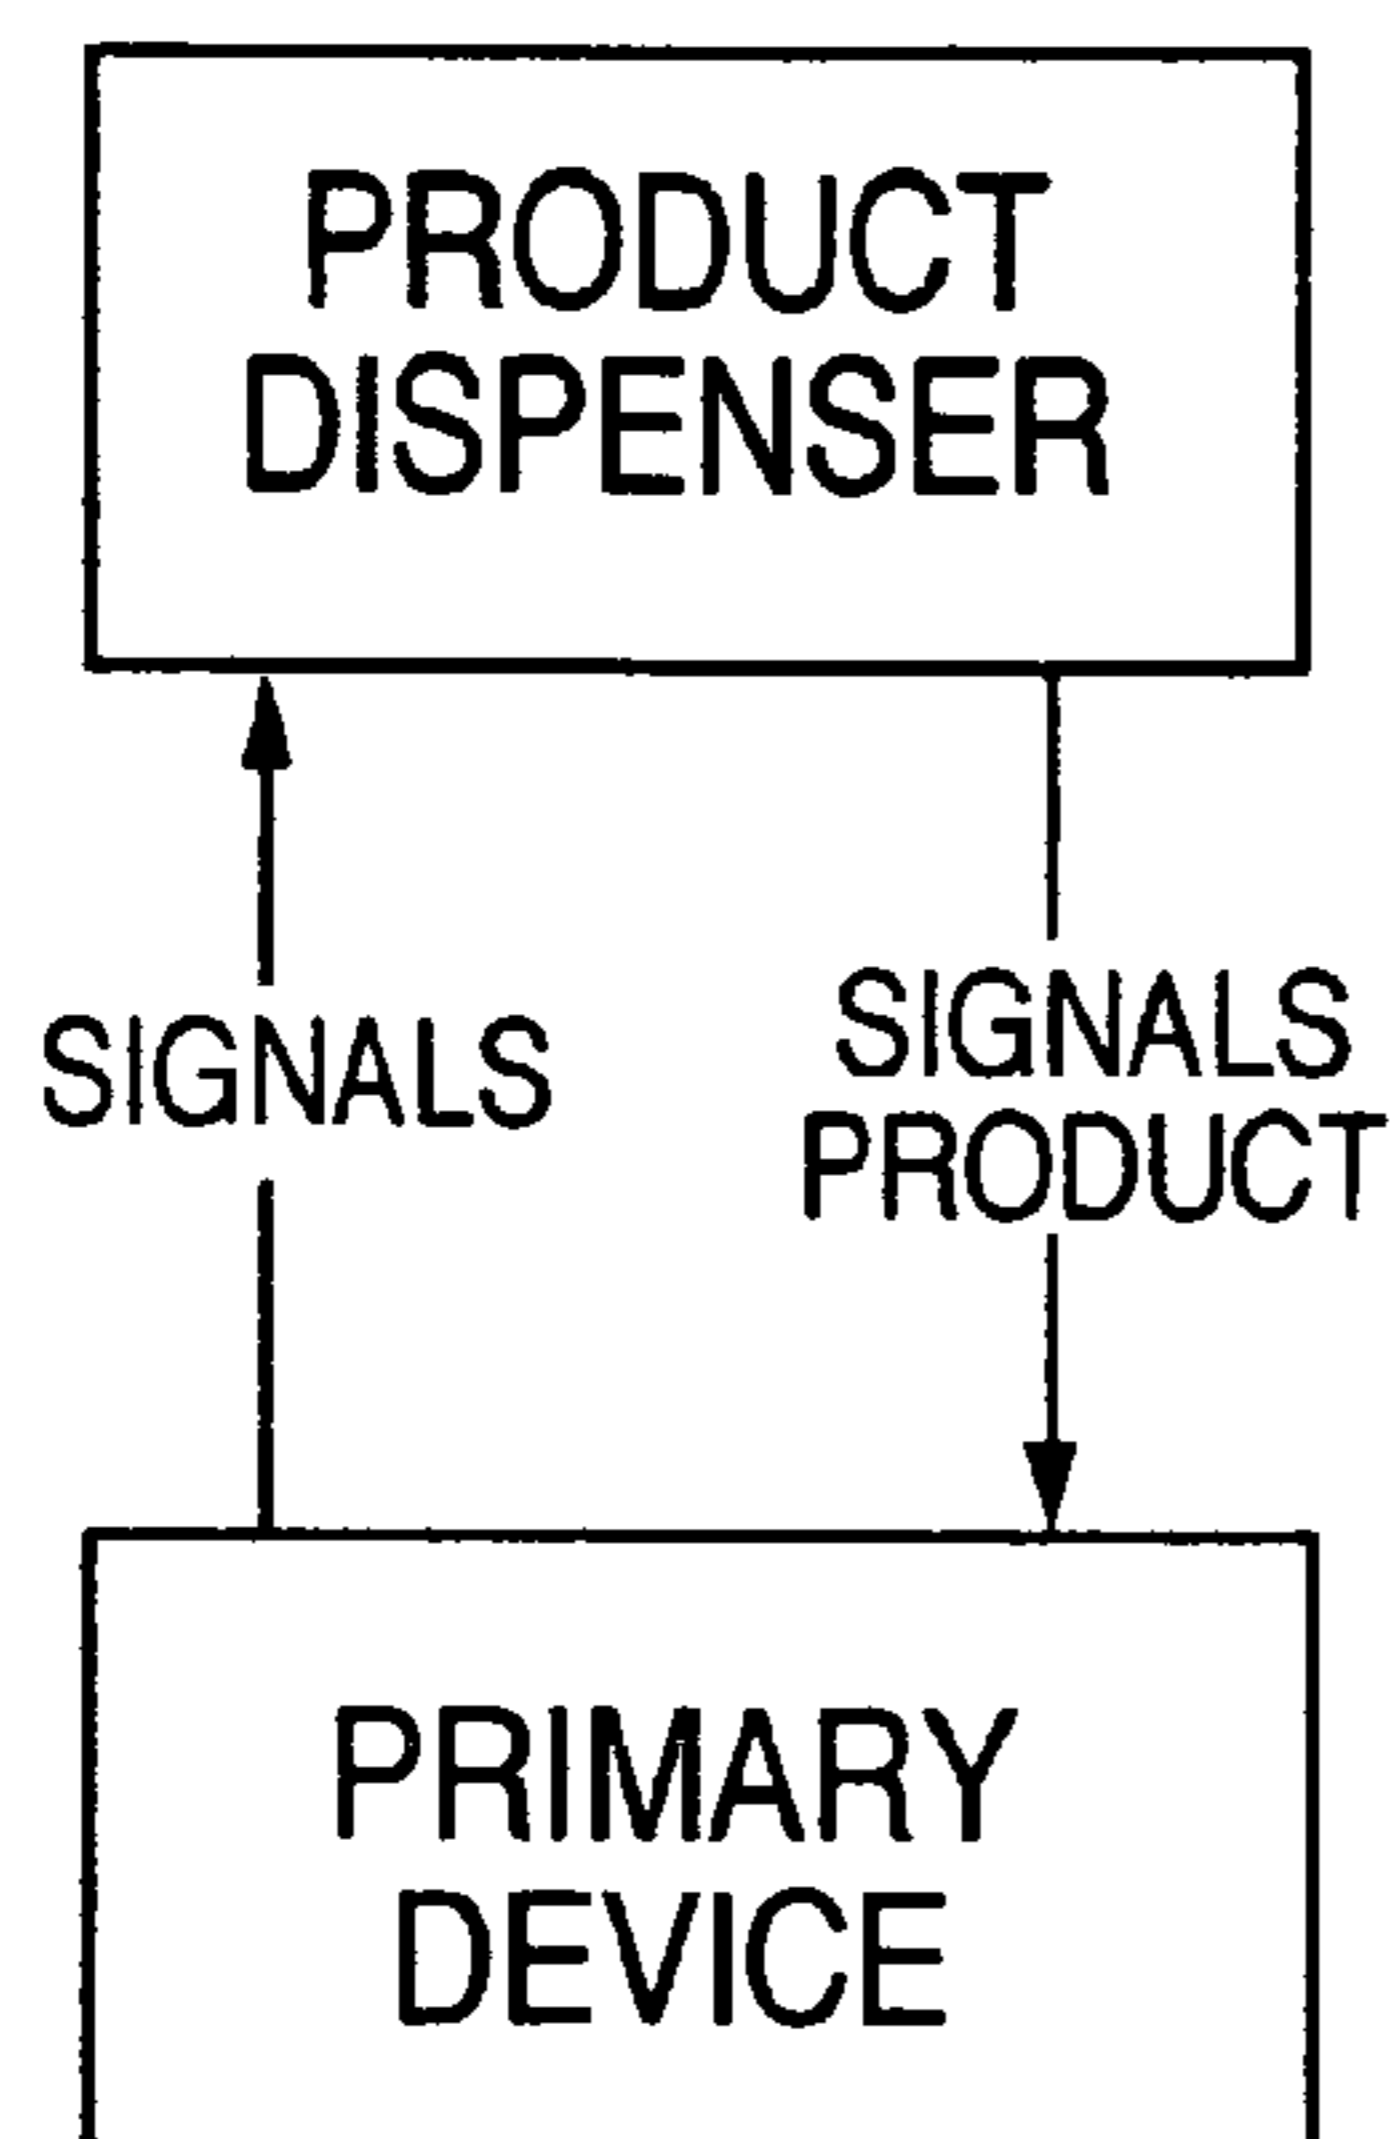 PRODUCT
DISPENSER
SIGNALS
SIGNALS
PRODUCT
PRIMARY
DEVICE